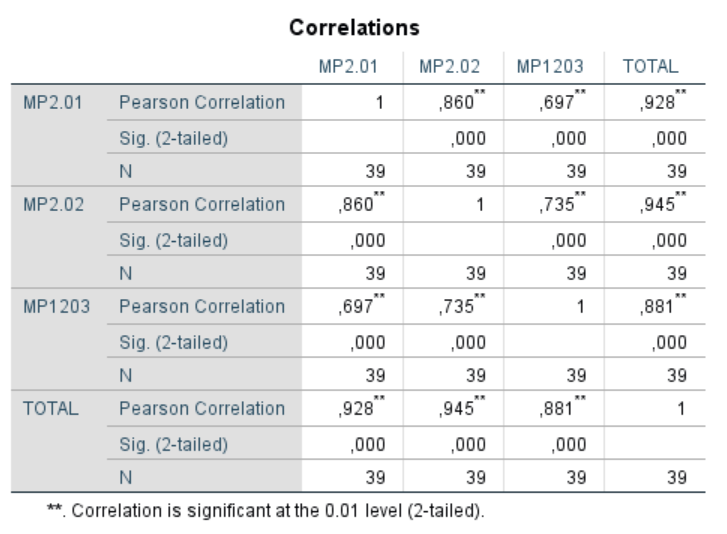 Correlations
MP2.01 MP2.02 MP1203 TOTAL
MP2.01 Pearson Correlation 1 ,860** ,697** ,928**
Sig. (2-tailed) ,000 ,000 ,000
N 39 39 39 39
MP2.02 Pearson Correlation ,860** 1 ,735** ,945**
Sig. (2-tailed) ,000 ,000 ,000
N 39 39 39 39
MP1203 Pearson Correlation ,697** ,735** 1 ,881**
Sig. (2-tailed) ,000 ,000 ,000
N 39 39 39 39
TOTAL Pearson Correlation ,928** ,945** ,881** 1
Sig. (2-tailed) ,000 ,000 ,000
N 39 39 39 39
**. Correlation is significant at the 0.01 level (2-tailed).